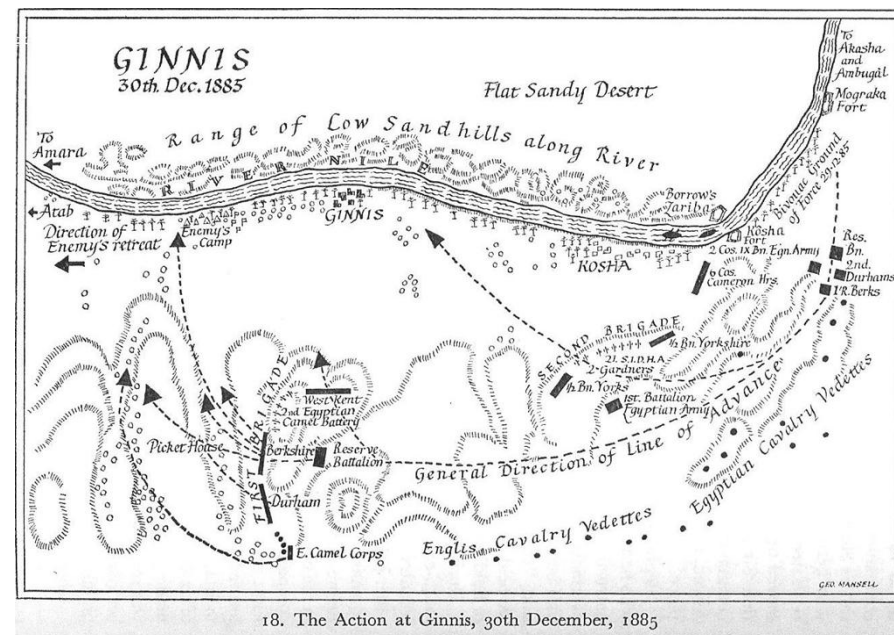 GINNIS
30th. Dec. 1885
Flat Sandy Desert
To
Akasha
and
Ambugâl
Mograka
Fort
Range of Low Sandhills along River
To
Amara
RIVER NILE
Atab
Direction of
Enemy's retreat
Enemy's
Camp
GINNIS
Borrow's
Zariba
Bivouac Ground
of Force 29-12-85
KOSHA
Kosha
Fort
2 Cos. IX Bn. Egn. Army
6 Cos.
Cameron Hrs.
Res.
Bn.
2nd.
Durhams
1st R. Berks
SECOND BRIGADE
½ Bn. Yorkshire
2 Gardners
½ Bn. Yorks
1st. Battalion
Egyptian Army
FIRST BRIGADE
West Kent
2nd Egyptian
Camel Battery
Picket House
Berkshire
Reserve
Battalion
Durham
E. Camel Corps
General Direction of Line of Advance
Englis Cavalry Vedettes
Egyptian Cavalry Vedettes
GEO. MANSELL
18. The Action at Ginnis, 30th December, 1885